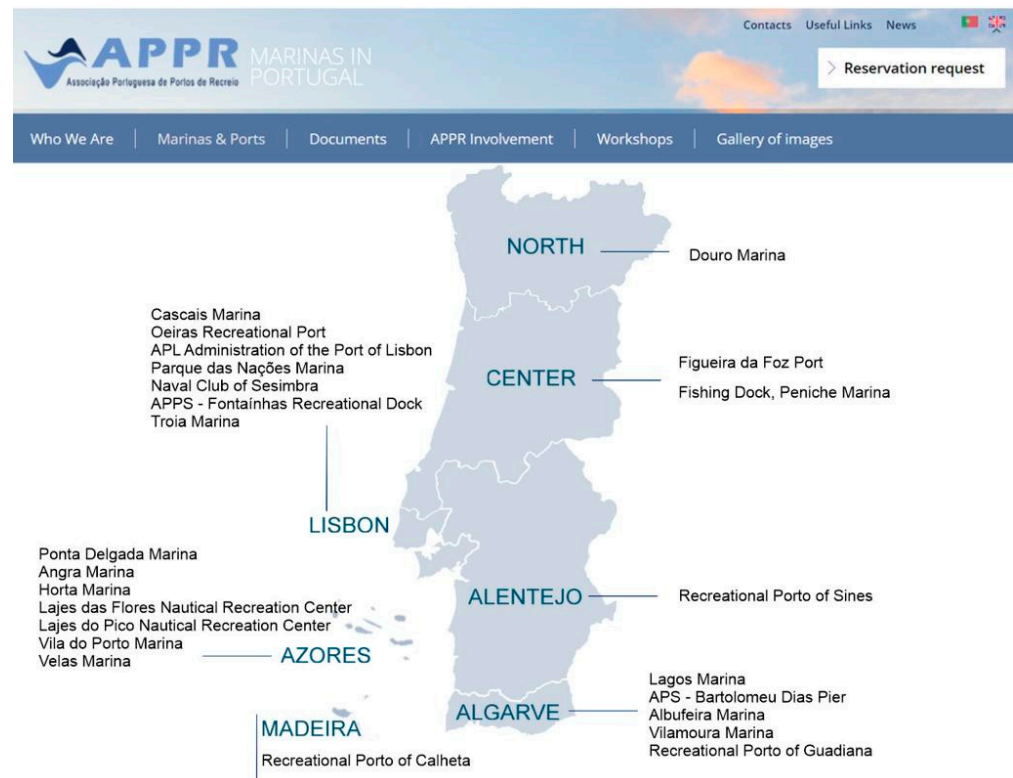 Contacts Useful Links News
APPR
Associação Portuguesa de Portos de Recreio
MARINAS IN
PORTUGAL
> Reservation request
Who We Are | Marinas & Ports | Documents | APPR Involvement | Workshops | Gallery of images
NORTH
Douro Marina
Cascais Marina
Oeiras Recreational Port
APL Administration of the Port of Lisbon
Parque das Nações Marina
Naval Club of Sesimbra
APPS - Fontaínhas Recreational Dock
Troia Marina
LISBON
CENTER
Figueira da Foz Port
Fishing Dock, Peniche Marina
Ponta Delgada Marina
Angra Marina
Horta Marina
Lajes das Flores Nautical Recreation Center
Lajes do Pico Nautical Recreation Center
Vila do Porto Marina
Velas Marina
AZORES
ALENTEJO
Recreational Porto of Sines
ALGARVE
Lagos Marina
APS - Bartolomeu Dias Pier
Albufeira Marina
Vilamoura Marina
Recreational Porto of Guadiana
MADEIRA
Recreational Porto of Calheta